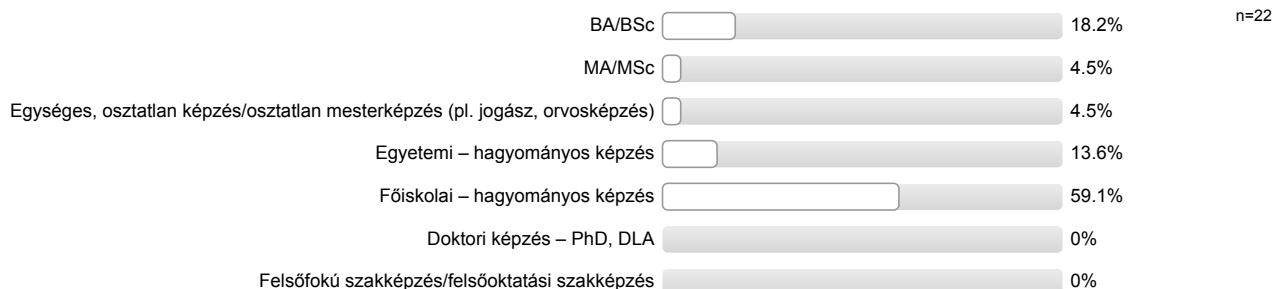 BA/BSc 18.2% n=22
MA/MSc 4.5%
Egységes, osztatlan képzés/osztatlan mesterképzés (pl. jogász, orvosképzés) 4.5%
Egyetemi – hagyományos képzés 13.6%
Főiskolai – hagyományos képzés 59.1%
Doktori képzés – PhD, DLA 0%
Felsőfokú szakképzés/felsőoktatási szakképzés 0%